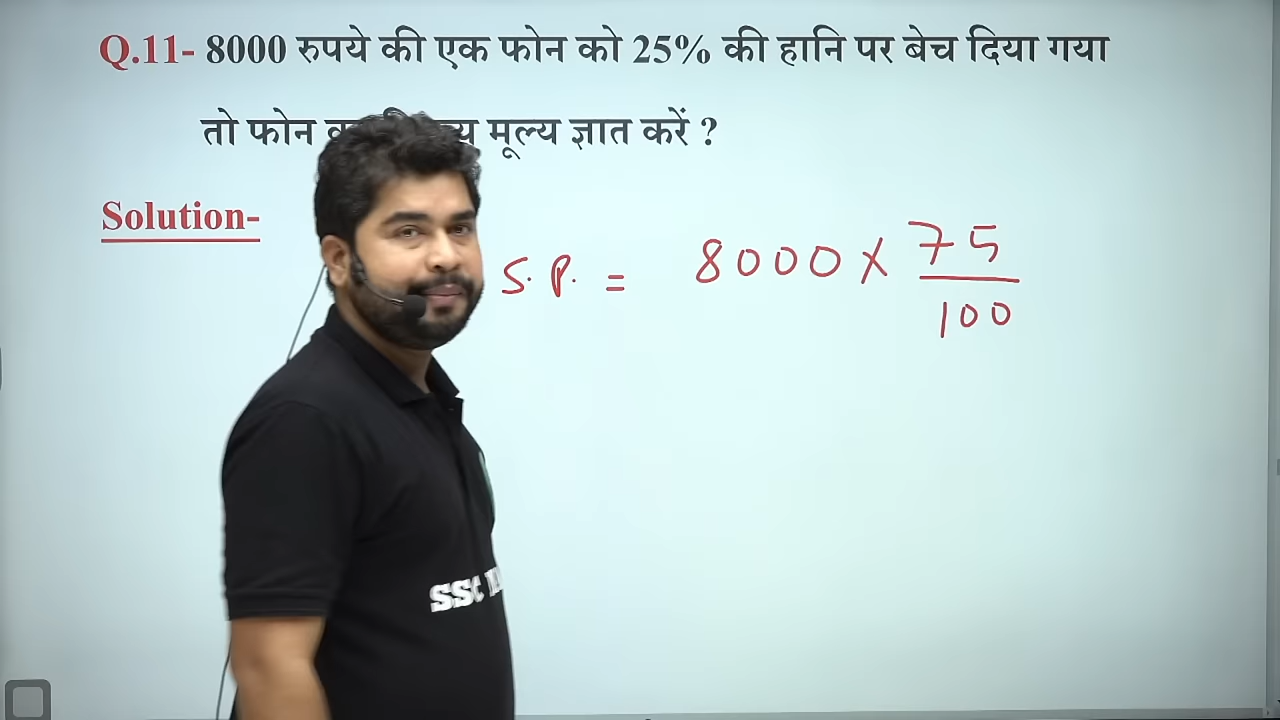 Q.11- 8000 रुपये की एक फोन को 25% की हानि पर बेच दिया गया
तो फोन मूल्य ज्ञात करें ?
Solution-
S.P. = 8000 × 75
100
SSC